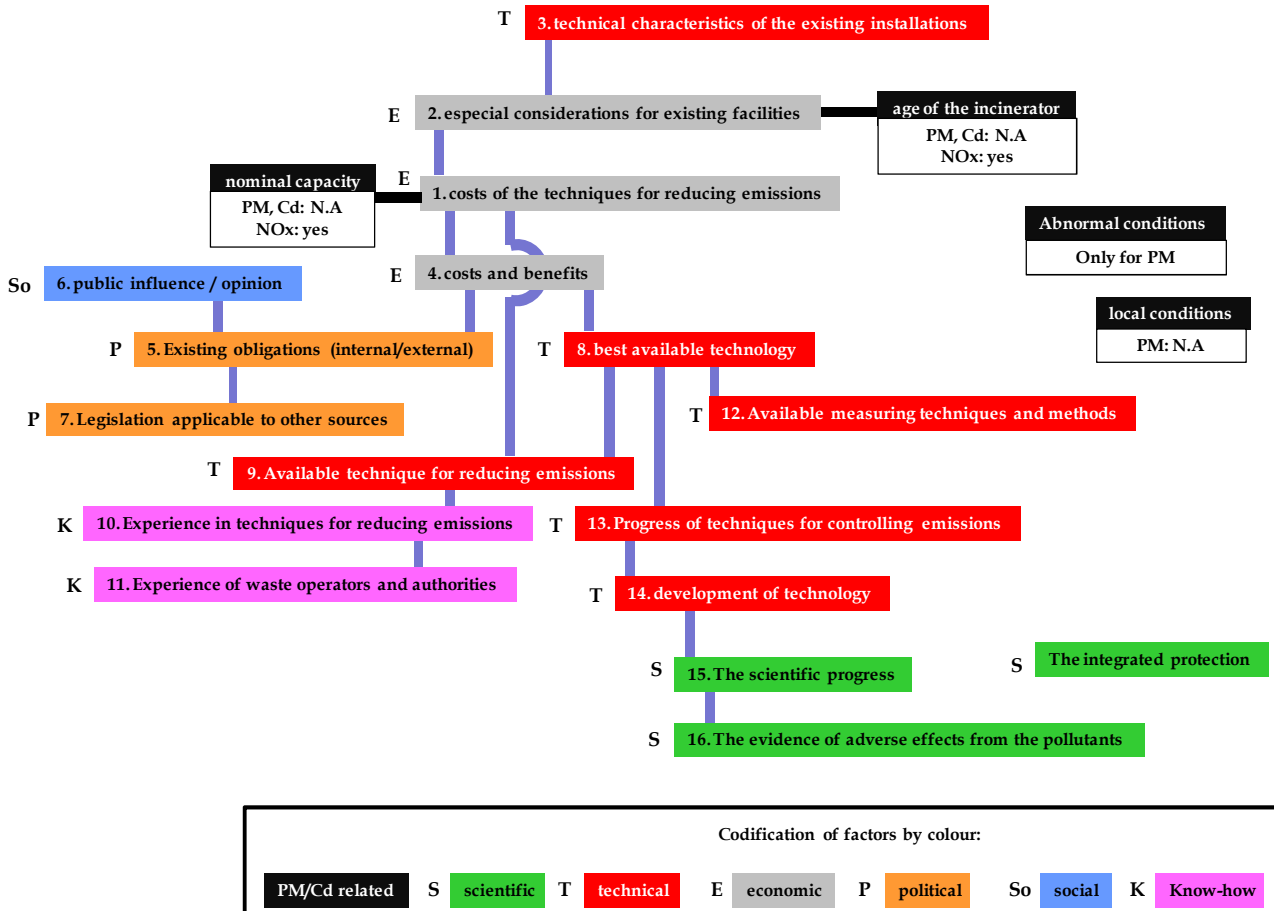 T 3. technical characteristics of the existing installations
E 2. especial considerations for existing facilities
age of the incinerator
PM, Cd: N.A
NOx: yes
nominal capacity
PM, Cd: N.A
NOx: yes
E 1. costs of the techniques for reducing emissions
Abnormal conditions
Only for PM
E 4. costs and benefits
So 6. public influence / opinion
local conditions
PM: N.A
P 5. Existing obligations (internal/external)
T 8. best available technology
P 7. Legislation applicable to other sources
T 12. Available measuring techniques and methods
T 9. Available technique for reducing emissions
K 10. Experience in techniques for reducing emissions
T 13. Progress of techniques for controlling emissions
K 11. Experience of waste operators and authorities
T 14. development of technology
S 15. The scientific progress
S The integrated protection
S 16. The evidence of adverse effects from the pollutants
Codification of factors by colour:
PM/Cd related S scientific T technical E economic P political So social K Know-how